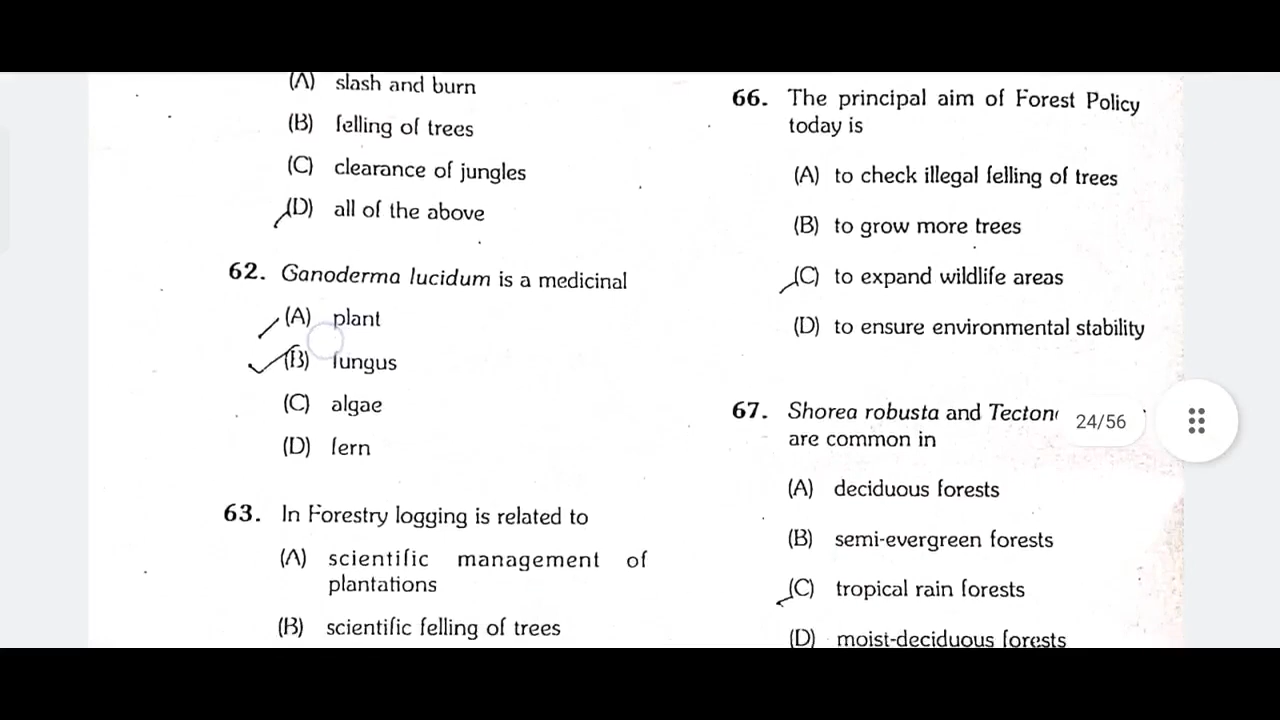 (A) slash and burn
(B) felling of trees
(C) clearance of jungles
(D) all of the above
62. Ganoderma lucidum is a medicinal
(A) plant
(B) fungus
(C) algae
(D) fern
63. In Forestry logging is related to
(A) scientific management of
plantations
(B) scientific felling of trees
66. The principal aim of Forest Policy
today is
(A) to check illegal felling of trees
(B) to grow more trees
(C) to expand wildlife areas
(D) to ensure environmental stability
67. Shorea robusta and
are common in
(A) deciduous forests
(B) semi-evergreen forests
(C) tropical rain forests
(D) moist-deciduous forests
24/56